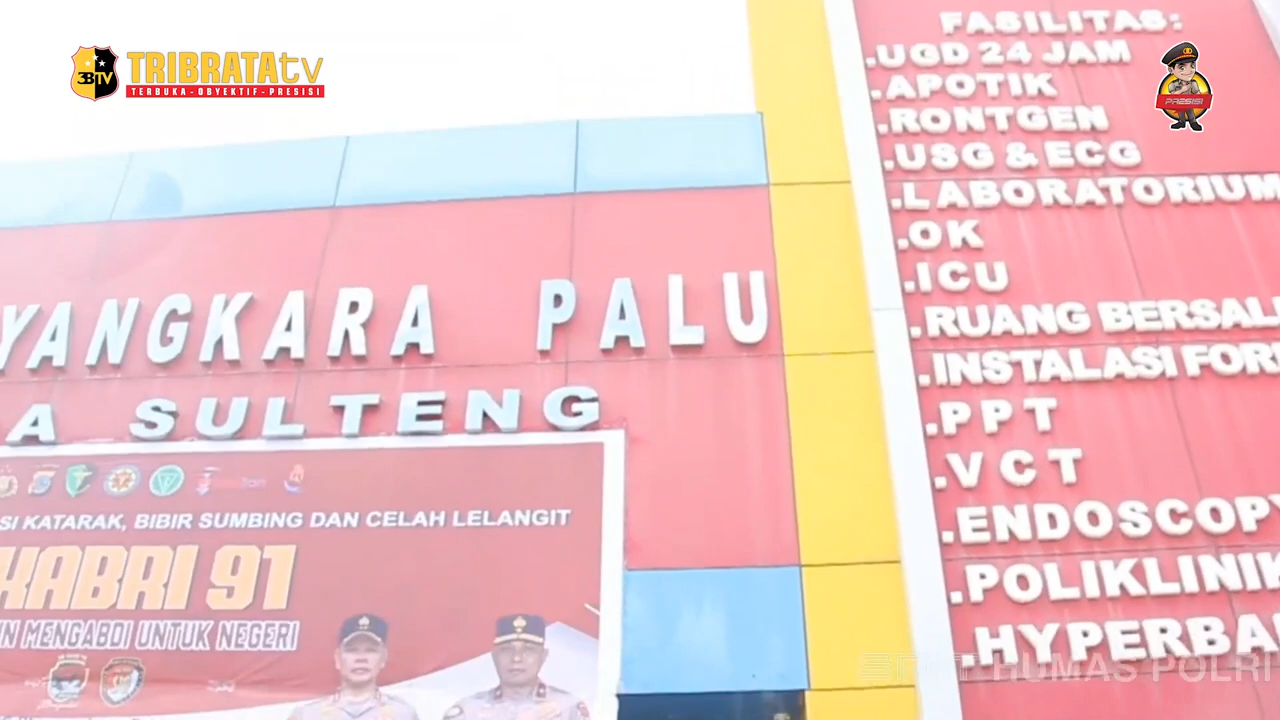 3BTV TRIBRATAtv
TERBUKA - OBYEKTIF - PRESISI
PRESISI
YANGKARA PALU
A SULTENG
SI KATARAK, BIBIR SUMBING DAN CELAH LELANGIT
KABRI 91
N MENGABDI UNTUK NEGERI
FASILITAS:
.UGD 24 JAM
.APOTIK
.RONTGEN
.USG & ECG
.LABORATORIUM
.OK
.ICU
.RUANG BERSALI
.INSTALASI FOR
.PPT
.VCT
.ENDOSCOPY
.POLIKLINIK
.HYPERBA
HUMAS POLRI